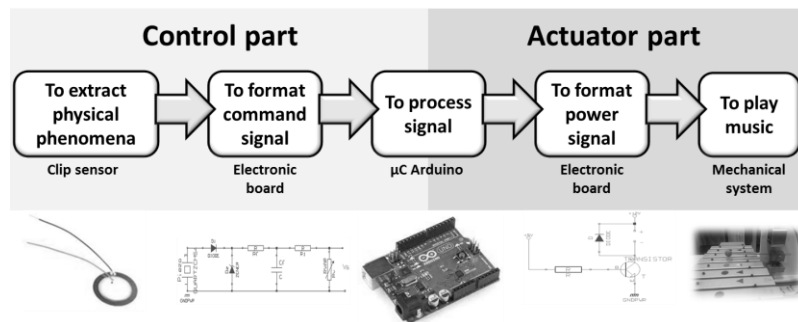 Control part
Actuator part
To extract
physical
phenomena
To format
command
signal
To process
signal
To format
power
signal
To play
music
Clip sensor
Electronic
board
µC Arduino
Electronic
board
Mechanical
system
TRANSISTOR